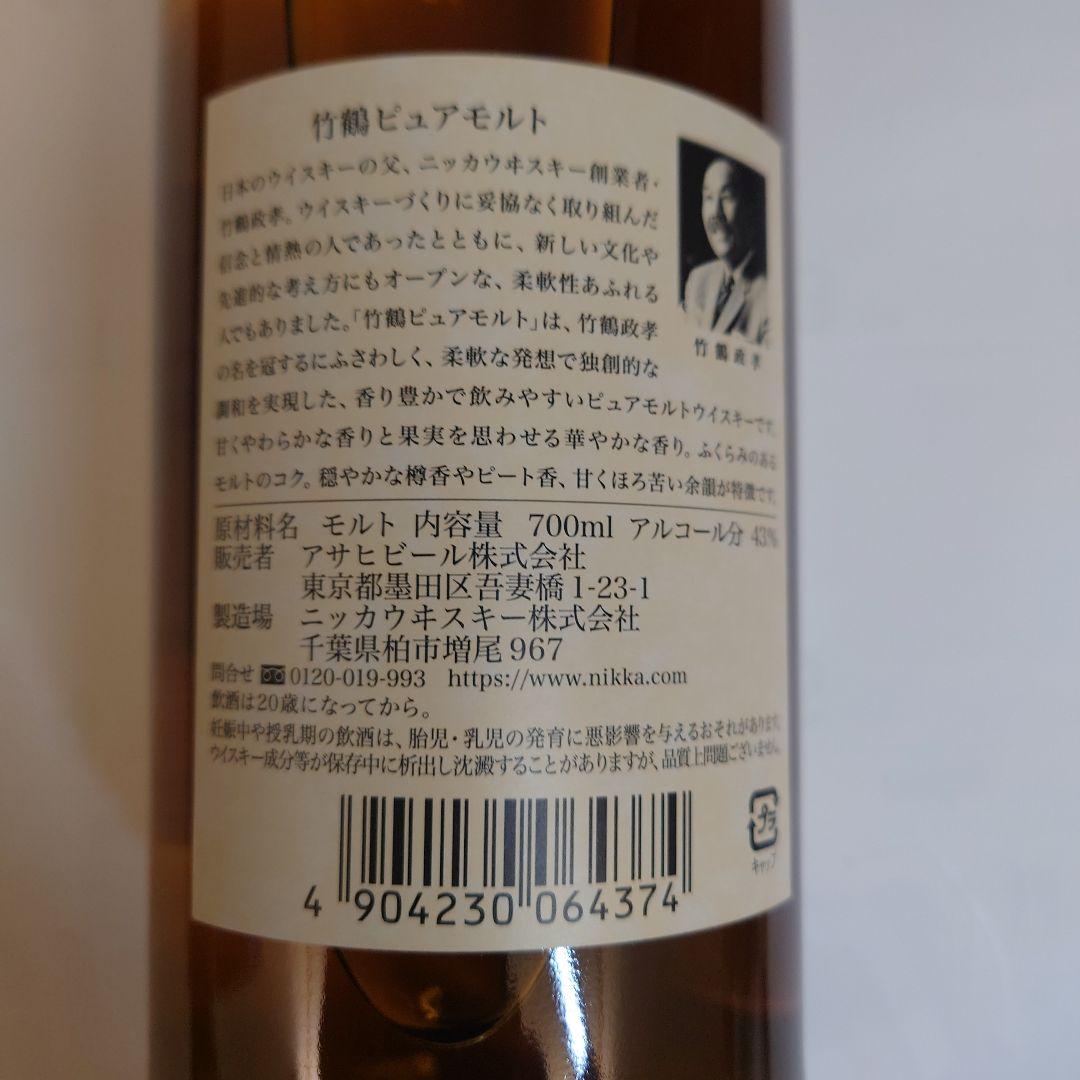 竹鶴ピュアモルト
日本のウイスキーの父、ニッカウヰスキー創業者・
竹鶴政孝。ウイスキーづくりに妥協なく取り組んだ
信念と情熱の人であったとともに、新しい文化や
先進的な考え方にもオープンな、柔軟性あふれる
人でもありました。「竹鶴ピュアモルト」は、竹鶴政孝
の名を冠するにふさわしく、柔軟な発想で独創的な
調和を実現した、香り豊かで飲みやすいピュアモルトウイスキーです。
甘くやわらかな香りと果実を思わせる華やかな香り。ふくらみのある
モルトのコク。穏やかな樽香やピート香、甘くほろ苦い余韻が特徴です。
竹鶴政孝
原材料名 モルト 内容量 700ml アルコール分 43%
販売者 アサヒビール株式会社
東京都墨田区吾妻橋1-23-1
製造場 ニッカウヰスキー株式会社
千葉県柏市増尾967
問合せ 0120-019-993 https://www.nikka.com
飲酒は20歳になってから。
妊娠中や授乳期の飲酒は、胎児・乳児の発育に悪影響を与えるおそれがあります。
ウイスキー成分等が保存中に析出し沈澱することがありますが、品質上問題ございません。
プラ
キャップ
4 904230 064374